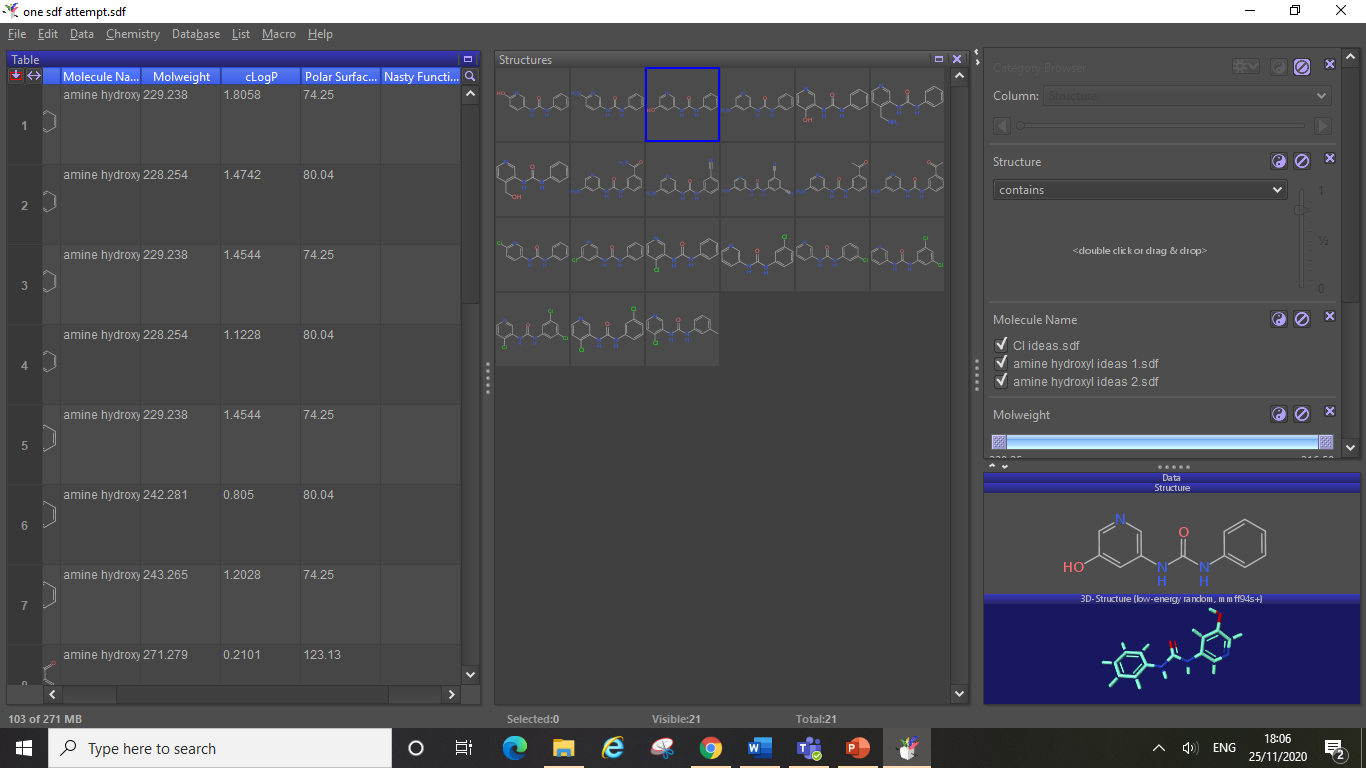 one sdf attempt.sdf
File Edit Data Chemistry Database List Macro Help
Table
Molecule Na... Molweight cLogP Polar Surfac... Nasty Functi...
1 amine hydroxy 229.238 1.8058 74.25
2 amine hydroxy 228.254 1.4742 80.04
3 amine hydroxy 229.238 1.4544 74.25
4 amine hydroxy 228.254 1.1228 80.04
5 amine hydroxy 229.238 1.4544 74.25
6 amine hydroxy 242.281 0.805 80.04
7 amine hydroxy 243.265 1.2028 74.25
amine hydroxy 271.279 0.2101 123.13
103 of 271 MB
Structures
Selected:0 Visible:21 Total:21
Category Browser
Column: Structure
Structure
contains
1
½
0
<double click or drag & drop>
Molecule Name
CI ideas.sdf
amine hydroxyl ideas 1.sdf
amine hydroxyl ideas 2.sdf
Molweight
Data
Structure
N
O
HO
N
H
N
H
3D-Structure (low-energy random, mmff94s+)
Type here to search
ENG
18:06
25/11/2020
2